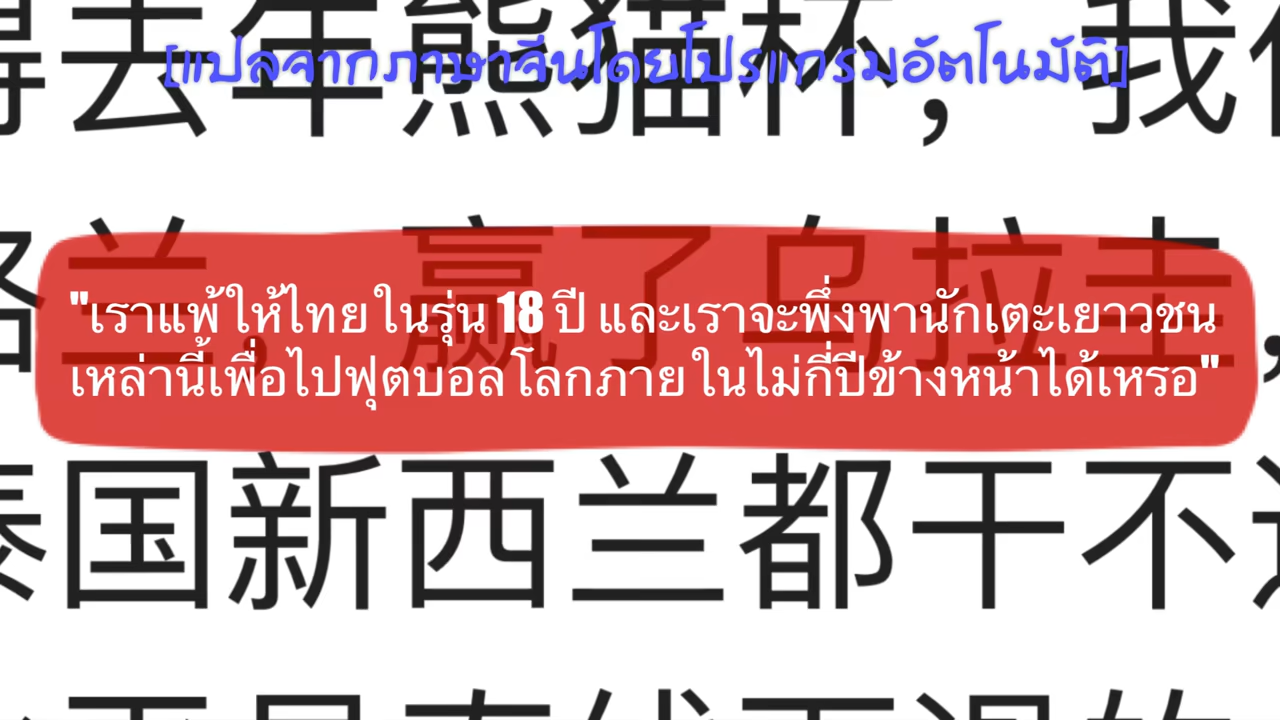 得去年熊猫杯，我
[แปลจากภาษาจีนโดยโปรแกรมอัตโนมัติ]
兰，赢了乌拉圭，
"เราแพ้ให้ไทยในรุ่น 18 ปี และเราจะพึ่งพานักเตะเยาวชน
เหล่านี้เพื่อไปฟุตบอลโลกภายในไม่กี่ปีข้างหน้าได้เหรอ"
泰国新西兰都干不